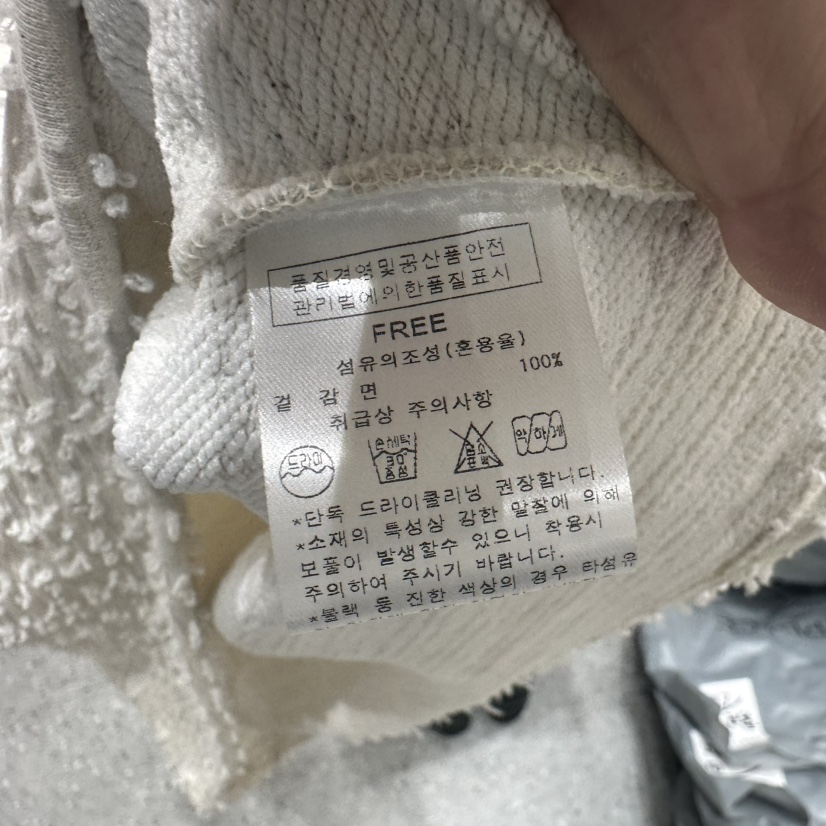 품질경영및공산품안전
관리법에의한품질표시
FREE
섬유의조성(혼용율)
겉 감 면 100%
취급상 주의사항
드라이 손세탁 30° 중성 염소표백 약하게
*단독 드라이클리닝 권장합니다.
*소재의 특성상 강한 마찰에 의해
보풀이 발생할수 있으니 착용시
주의하여 주시기 바랍니다.
*블랙 등 진한 색상의 경우 타섬유